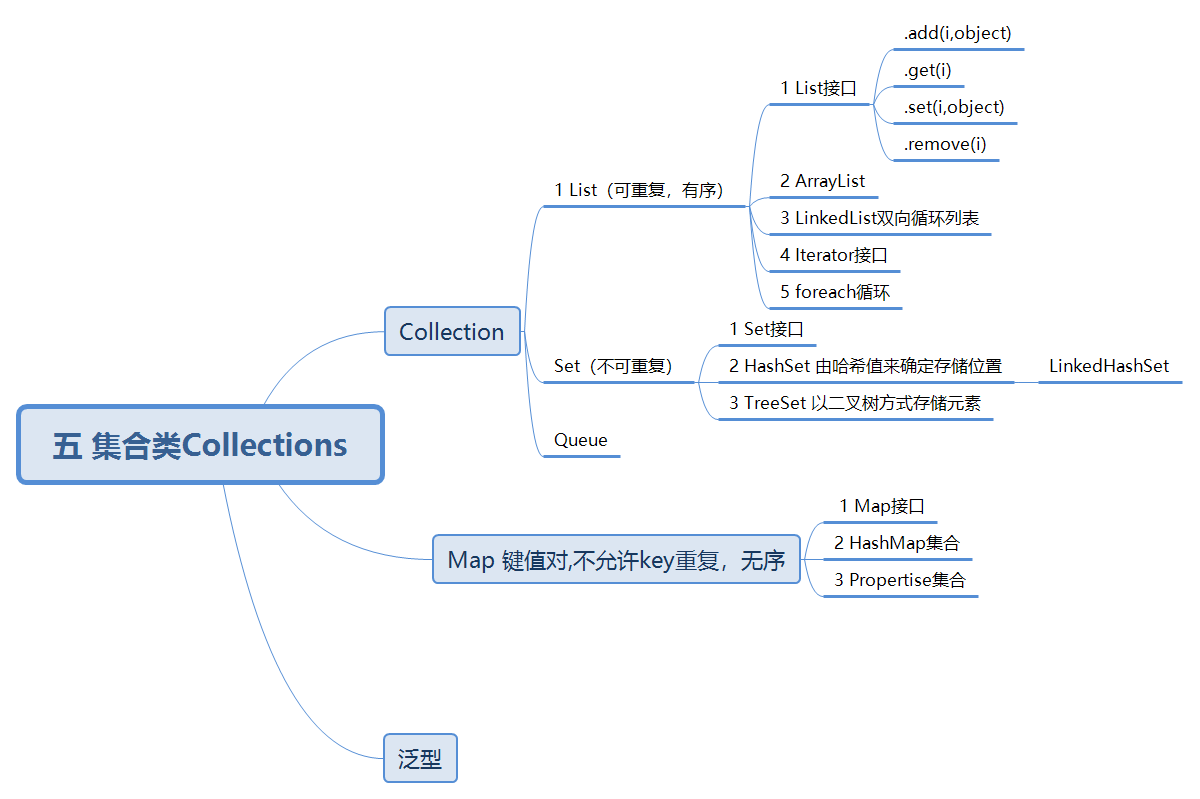 五 集合类Collections
Collection
1 List（可重复，有序）
1 List接口
.add(i,object)
.get(i)
.set(i,object)
.remove(i)
2 ArrayList
3 LinkedList双向循环列表
4 Iterator接口
5 foreach循环
Set（不可重复）
1 Set接口
2 HashSet 由哈希值来确定存储位置
LinkedHashSet
3 TreeSet 以二叉树方式存储元素
Queue
Map 键值对,不允许key重复，无序
1 Map接口
2 HashMap集合
3 Propertise集合
泛型